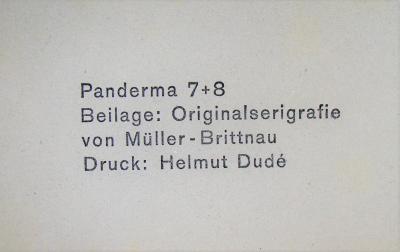 Panderma 7+8
Beilage: Originalserigrafie
von Müller-Brittnau
Druck: Helmut Dudé